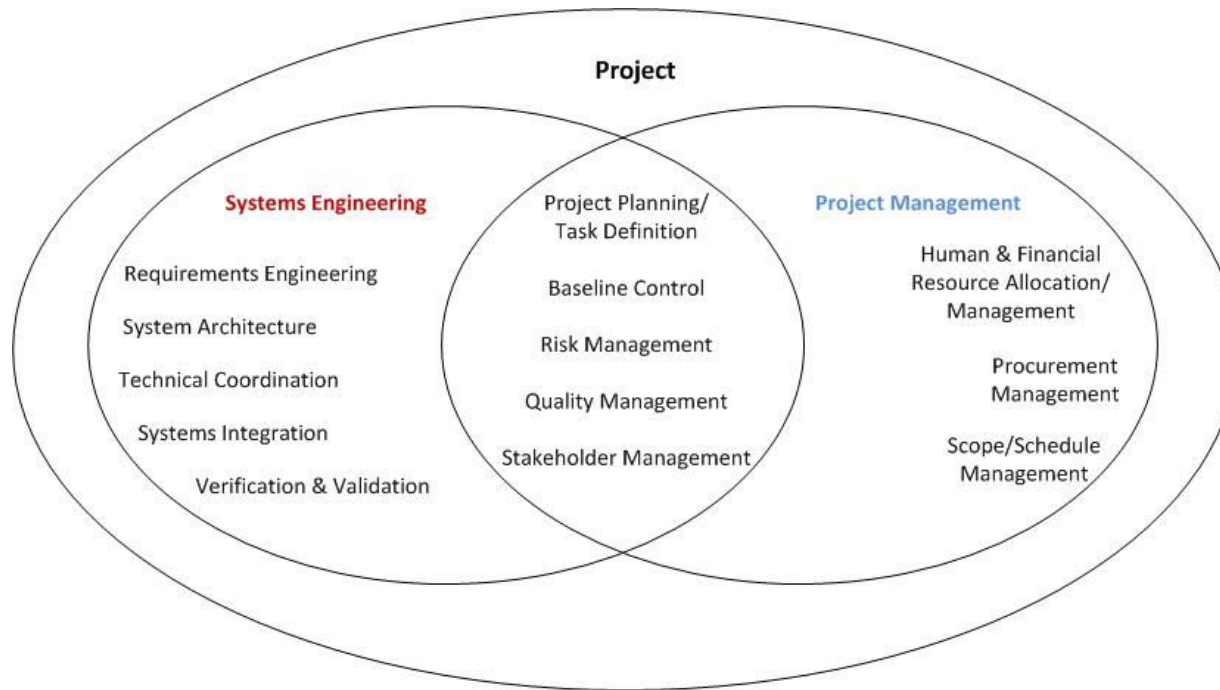 Project
Systems Engineering
Requirements Engineering
System Architecture
Technical Coordination
Systems Integration
Verification & Validation
Project Planning/
Task Definition
Baseline Control
Risk Management
Quality Management
Stakeholder Management
Project Management
Human & Financial
Resource Allocation/
Management
Procurement
Management
Scope/Schedule
Management